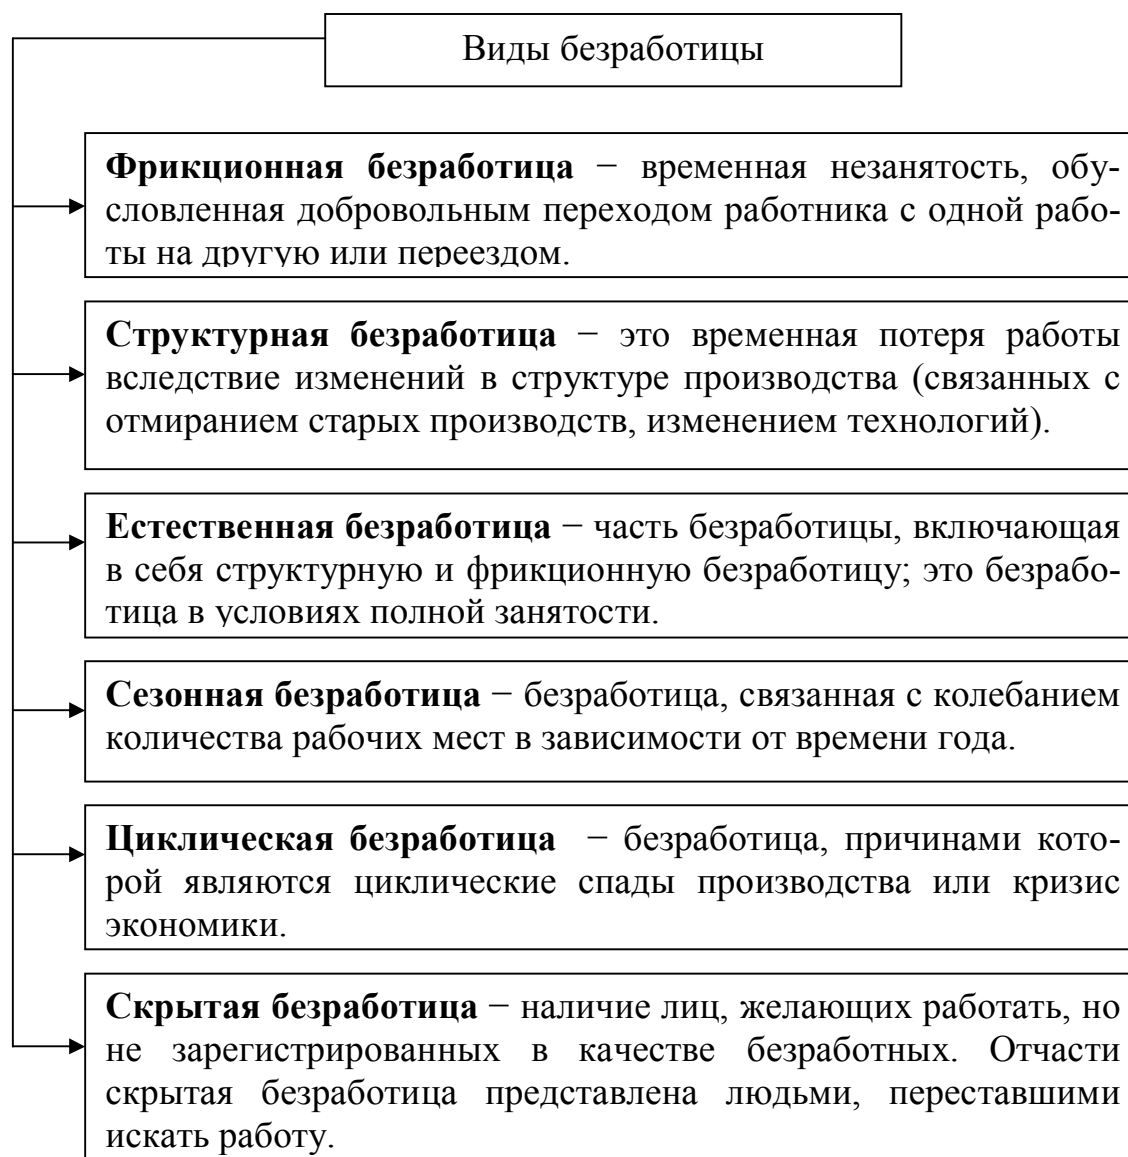 Виды безработицы
Фрикционная безработица − временная незанятость, обу-
словленная добровольным переходом работника с одной рабо-
ты на другую или переездом.
Структурная безработица − это временная потеря работы
вследствие изменений в структуре производства (связанных с
отмиранием старых производств, изменением технологий).
Естественная безработица − часть безработицы, включающая
в себя структурную и фрикционную безработицу; это безрабо-
тица в условиях полной занятости.
Сезонная безработица − безработица, связанная с колебанием
количества рабочих мест в зависимости от времени года.
Циклическая безработица − безработица, причинами кото-
рой являются циклические спады производства или кризис
экономики.
Скрытая безработица − наличие лиц, желающих работать, но
не зарегистрированных в качестве безработных. Отчасти
скрытая безработица представлена людьми, переставшими
искать работу.